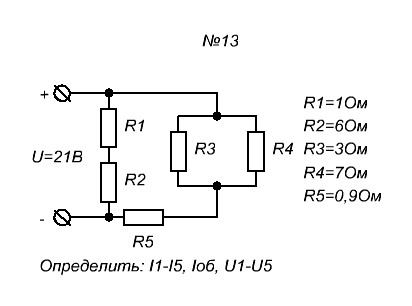 №13
+
R1
R3
R4
U=21В
R2
-
R5
R1=1Ом
R2=6Ом
R3=3Ом
R4=7Ом
R5=0,9Ом
Определить: I1-I5, Iоб, U1-U5